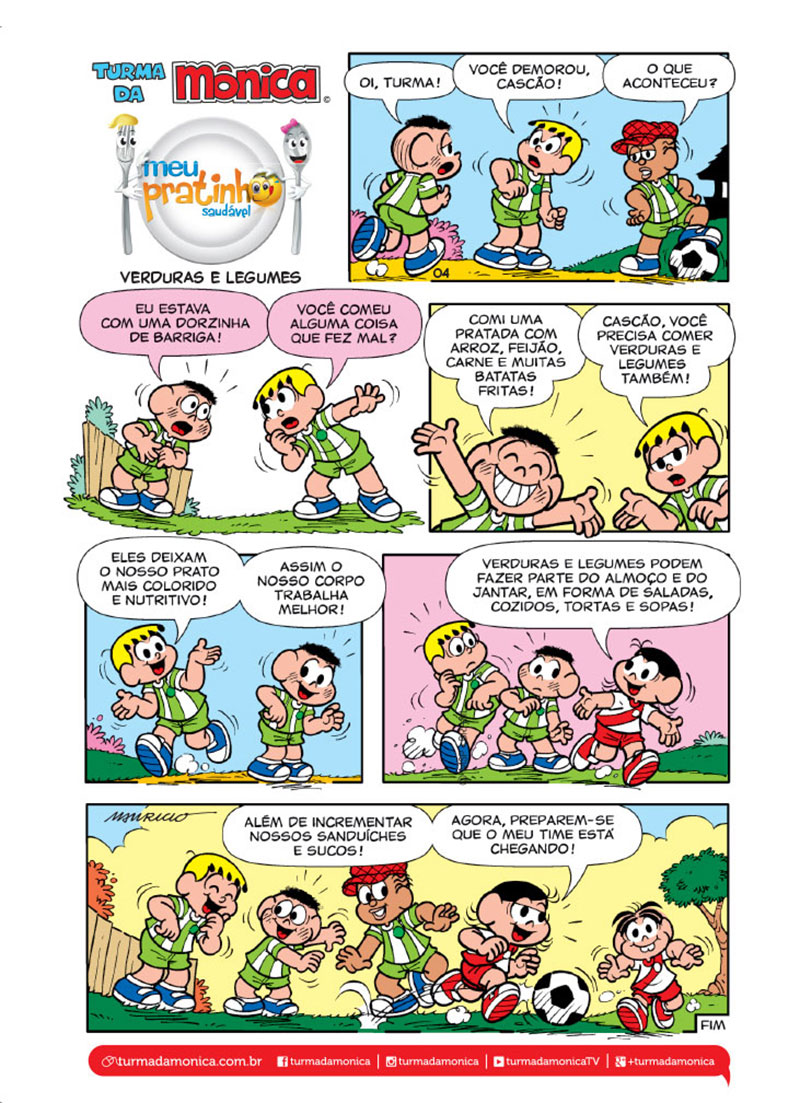 TURMA
DA
MÔNICA
©
meu
pratinho
saudável
VERDURAS E LEGUMES
OI, TURMA!
VOCÊ DEMOROU,
CASCÃO!
O QUE
ACONTECEU?
04
EU ESTAVA
COM UMA DORZINHA
DE BARRIGA!
VOCÊ COMEU
ALGUMA COISA
QUE FEZ MAL?
COMI UMA
PRATADA COM
ARROZ, FEIJÃO,
CARNE E MUITAS
BATATAS
FRITAS!
CASCÃO, VOCÊ
PRECISA COMER
VERDURAS E
LEGUMES
TAMBÉM!
ELES DEIXAM
O NOSSO PRATO
MAIS COLORIDO
E NUTRITIVO!
ASSIM O
NOSSO CORPO
TRABALHA
MELHOR!
VERDURAS E LEGUMES PODEM
FAZER PARTE DO ALMOÇO E DO
JANTAR, EM FORMA DE SALADAS,
COZIDOS, TORTAS E SOPAS!
MAURICIO
ALÉM DE INCREMENTAR
NOSSOS SANDUÍCHES
E SUCOS!
AGORA, PREPAREM-SE
QUE O MEU TIME ESTÁ
CHEGANDO!
FIM
turmadamonica.com.br | f turmadamonica | turmadamonica | turmadamonicaTV | g+ +turmadamonica